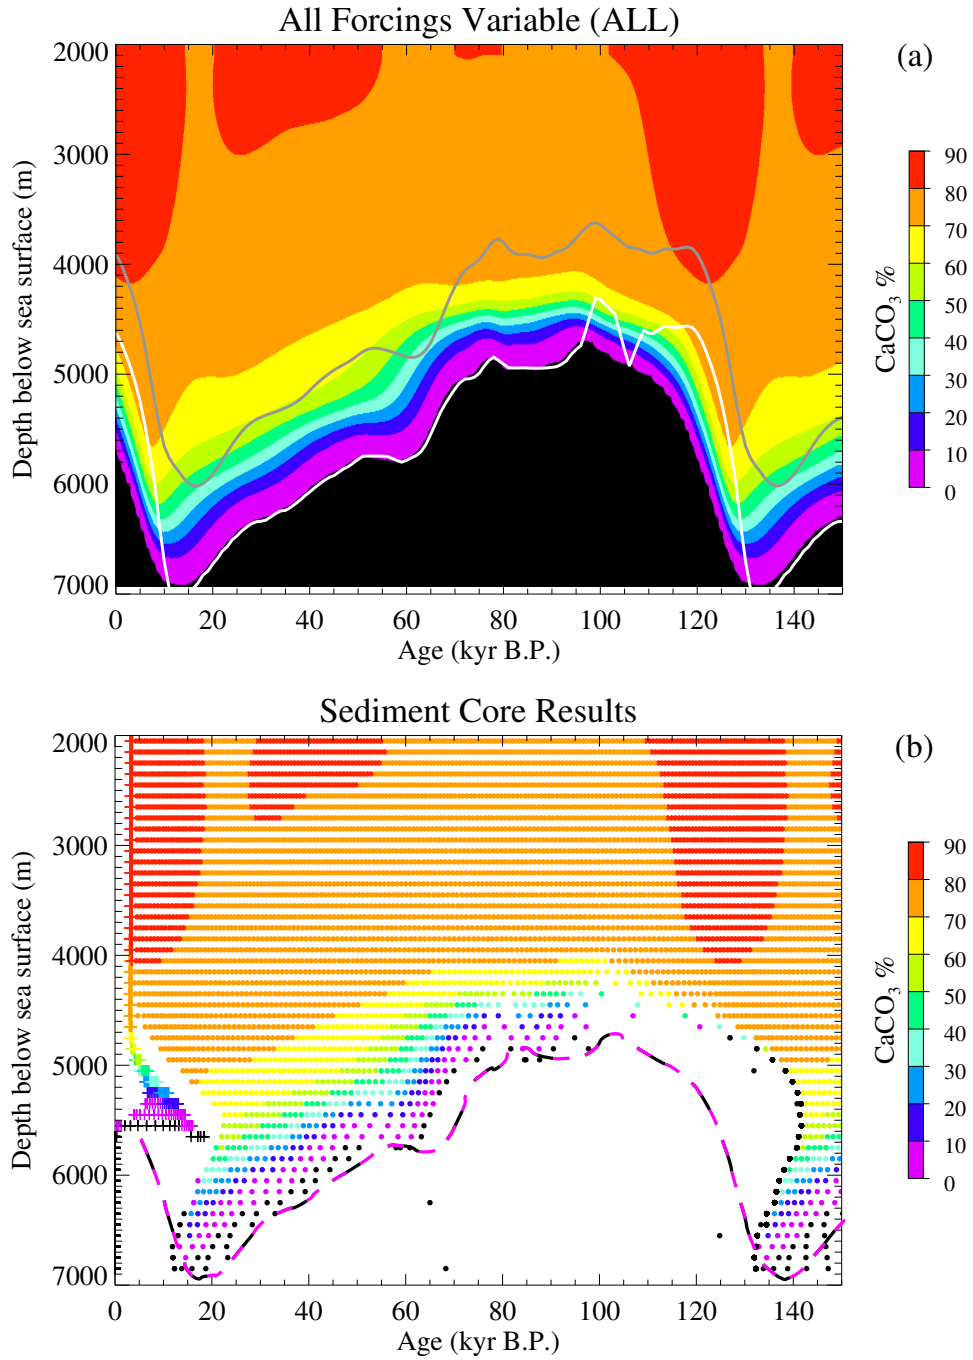 All Forcings Variable (ALL)
(a)
2000
3000
4000
5000
6000
7000
Depth below sea surface (m)
0 20 40 60 80 100 120 140
Age (kyr B.P.)
90
80
70
60
50
40
30
20
10
0
CaCO₃ %
Sediment Core Results
(b)
2000
3000
4000
5000
6000
7000
Depth below sea surface (m)
0 20 40 60 80 100 120 140
Age (kyr B.P.)
90
80
70
60
50
40
30
20
10
0
CaCO₃ %